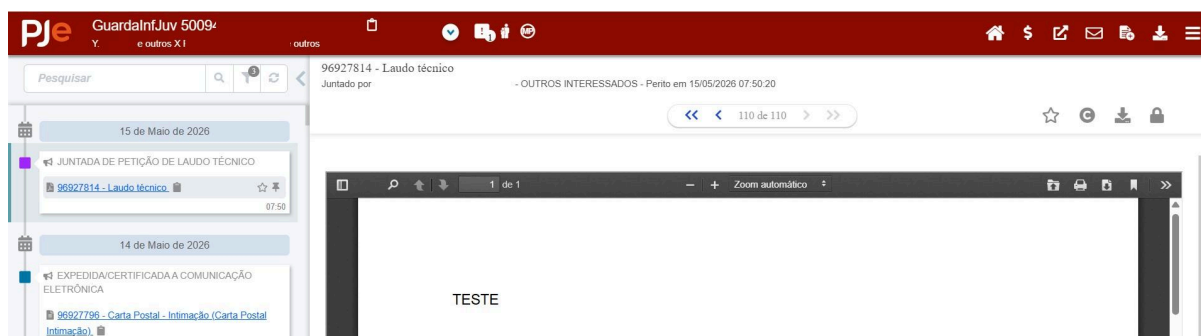 PJe
GuardaInfJuv 50094
Y. e outros X I : outros
1
MP
$
Pesquisar
3
15 de Maio de 2026
JUNTADA DE PETIÇÃO DE LAUDO TÉCNICO
96927814 - Laudo técnico
07:50
14 de Maio de 2026
EXPEDIDA/CERTIFICADA A COMUNICAÇÃO
ELETRÔNICA
96927796 - Carta Postal - Intimação (Carta Postal
Intimação)
96927814 - Laudo técnico
Juntado por - OUTROS INTERESSADOS - Perito em 15/05/2026 07:50:20
110 de 110
1 de 1
Zoom automático
TESTE